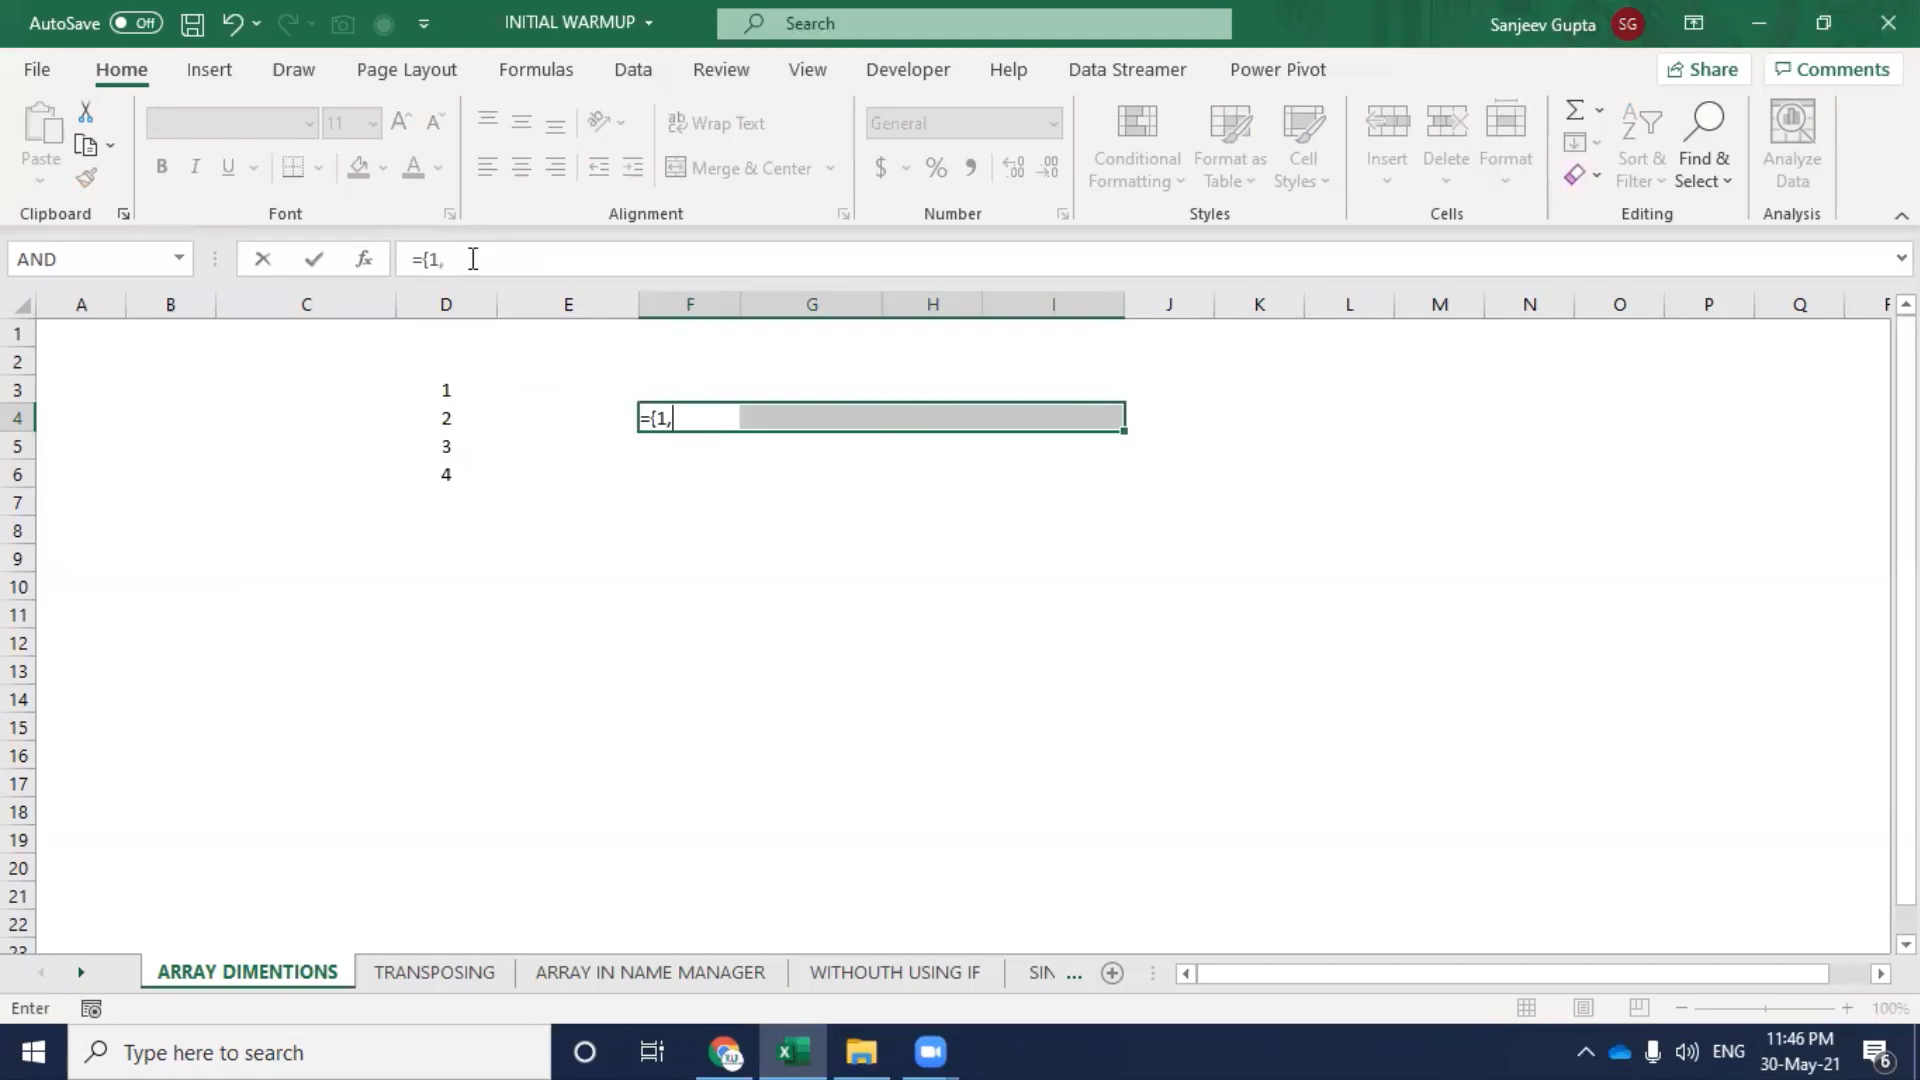 AutoSave Off INITIAL WARMUP Search Sanjeev Gupta SG
File Home Insert Draw Page Layout Formulas Data Review View Developer Help Data Streamer Power Pivot Share Comments
Paste 11 A^ A Wrap Text General Conditional Formatting Format as Table Cell Styles Insert Delete Format Sort & Filter Find & Select Analyze Data
B I U A Merge & Center $ % 
Clipboard Font Alignment Number Styles Cells Editing Analysis
AND fx ={1,
A B C D E F G H I J K L M N O P Q
1
2
3 1
4 2 ={1,
5 3
6 4
7
8
9
10
11
12
13
14
15
16
17
18
19
20
21
22
23
ARRAY DIMENTIONS TRANSPOSING ARRAY IN NAME MANAGER WITHOUTH USING IF SIN ...
Enter 100%
Type here to search ENG 11:46 PM
30-May-21 6